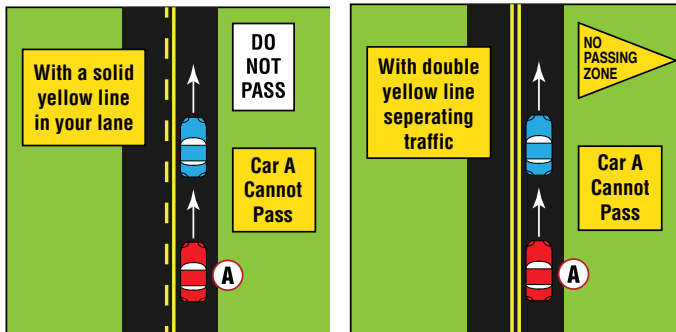 With a solid
yellow line
in your lane
DO
NOT
PASS
Car A
Cannot
Pass
A
With double
yellow line
seperating
traffic
NO
PASSING
ZONE
Car A
Cannot
Pass
A